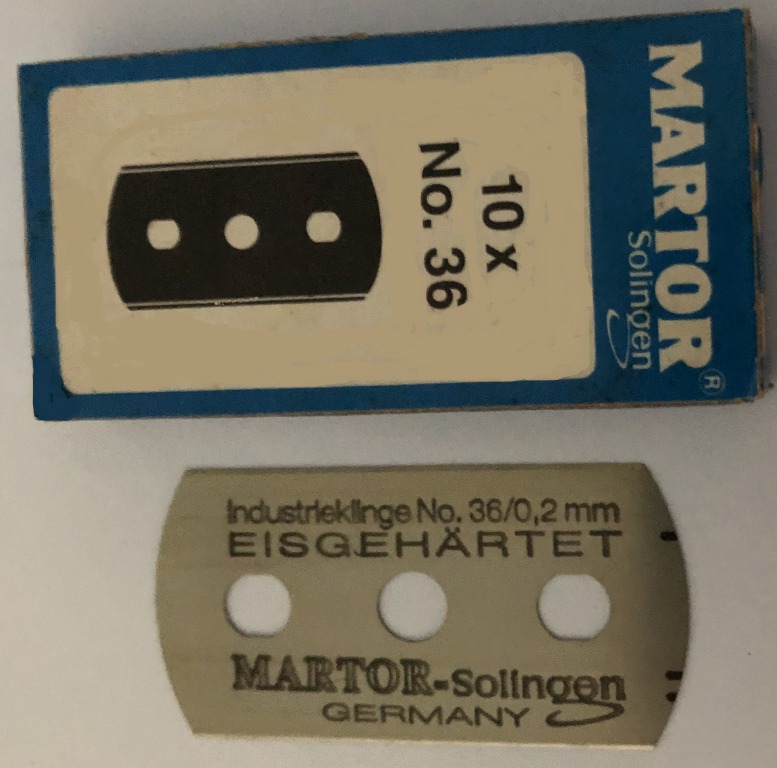 MARTOR®
Solingen
10 x
No. 36
Industrieklinge No. 36/0,2 mm
EISGEHÄRTET
MARTOR-Solingen
GERMANY